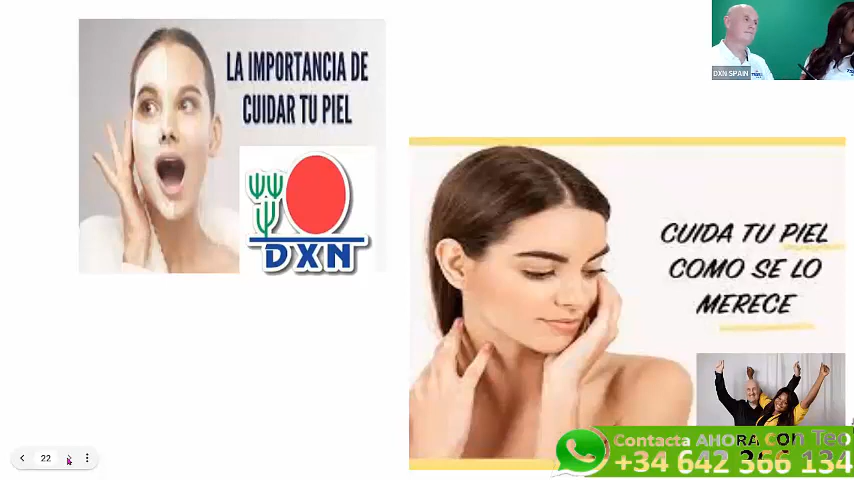 LA IMPORTANCIA DE
CUIDAR TU PIEL
DXN
DXN SPAIN
CUIDA TU PIEL
COMO SE LO
MERECE
Contacta AHORA con Teo
+34 642 366 134
22